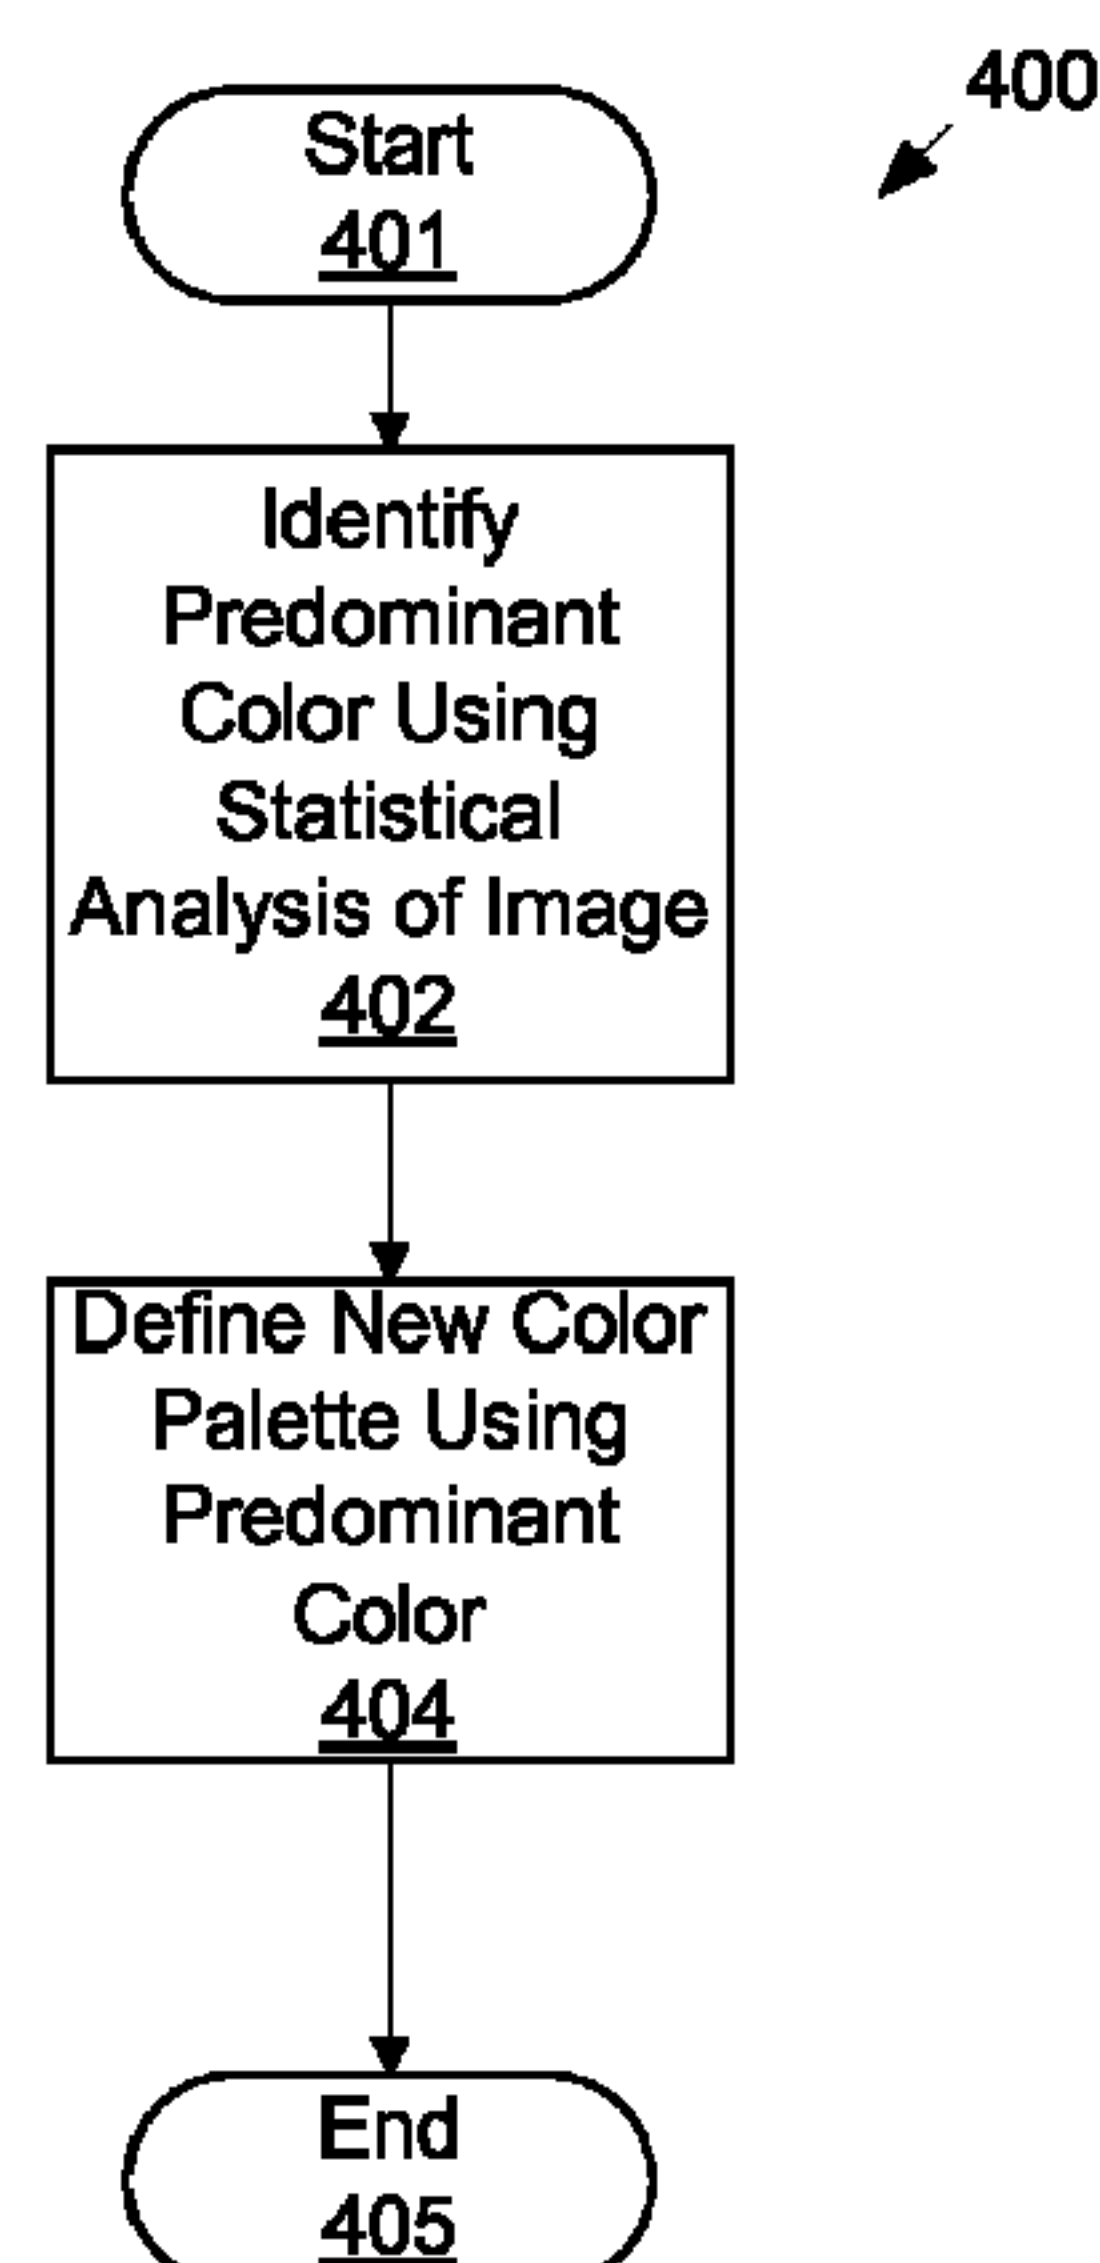 400
Start
401
Identify
Predominant
Color Using
Statistical
Analysis of Image
402
Define New Color
Palette Using
Predominant
Color
404
End
405